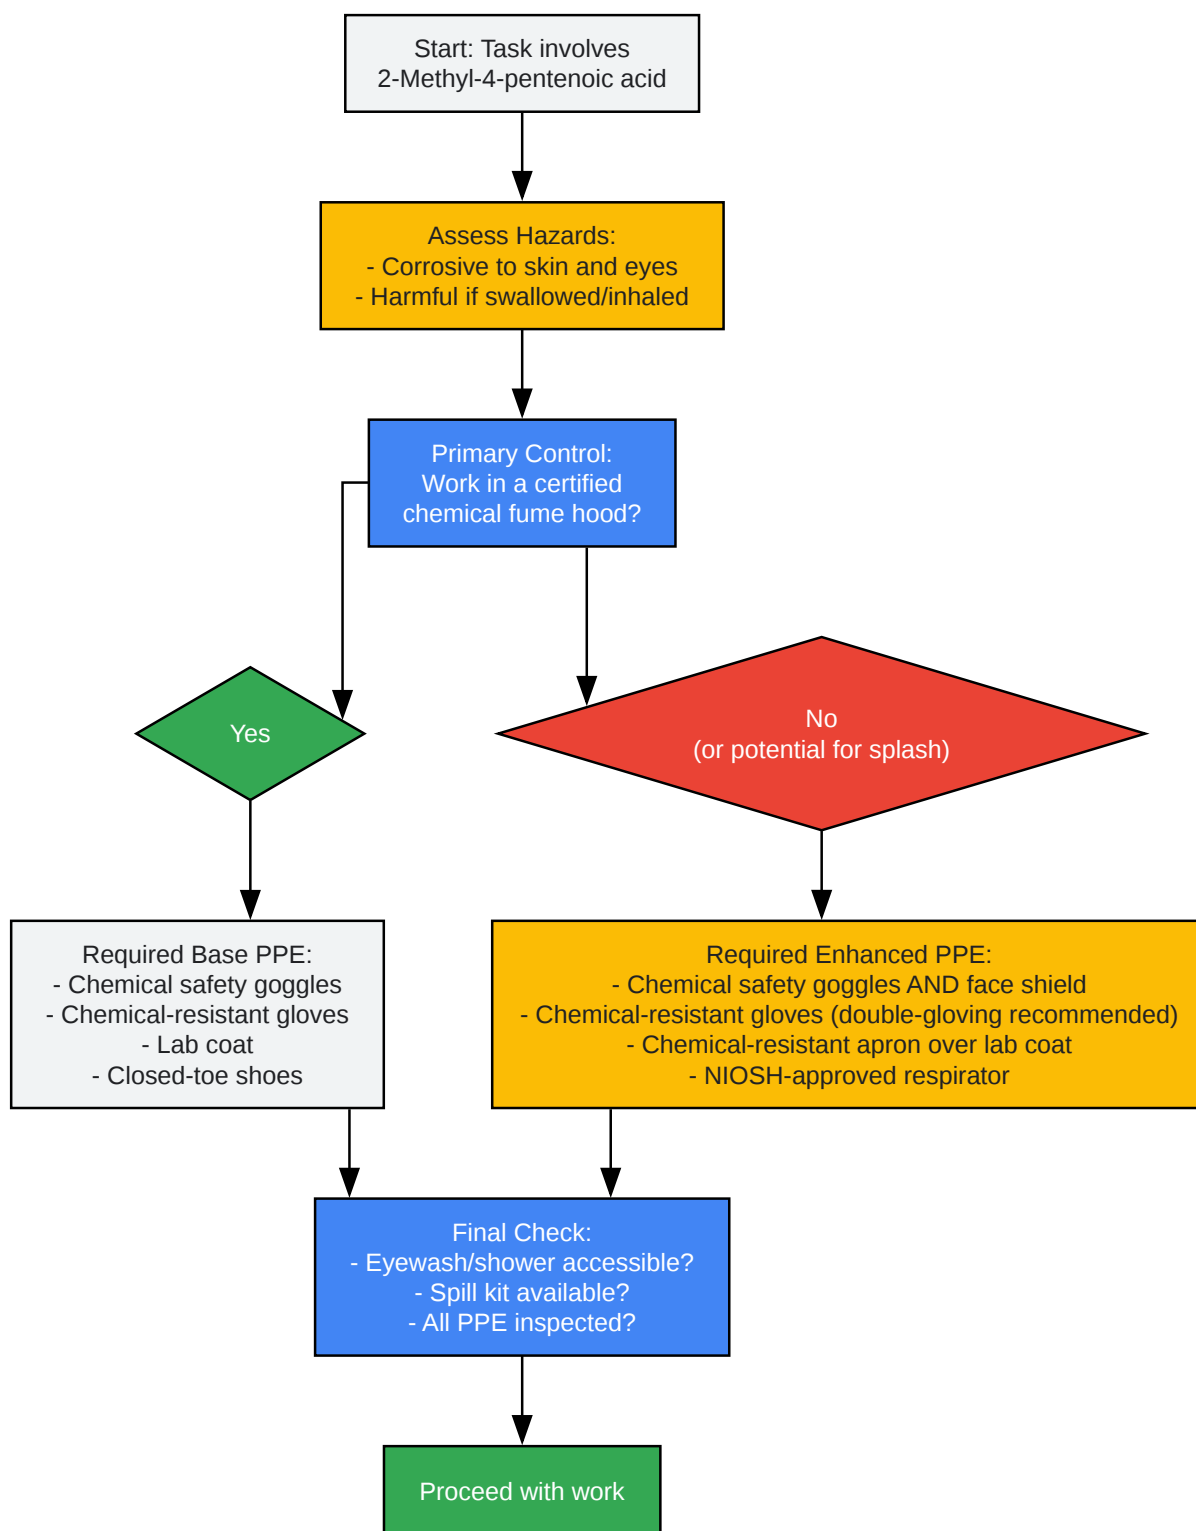 Start: Task involves
2-Methyl-4-pentenoic acid
Assess Hazards:
- Corrosive to skin and eyes
- Harmful if swallowed/inhaled
Primary Control:
Work in a certified
chemical fume hood?
Yes
No
(or potential for splash)
Required Base PPE:
- Chemical safety goggles
- Chemical-resistant gloves
- Lab coat
- Closed-toe shoes
Required Enhanced PPE:
- Chemical safety goggles AND face shield
- Chemical-resistant gloves (double-gloving recommended)
- Chemical-resistant apron over lab coat
- NIOSH-approved respirator
Final Check:
- Eyewash/shower accessible?
- Spill kit available?
- All PPE inspected?
Proceed with work